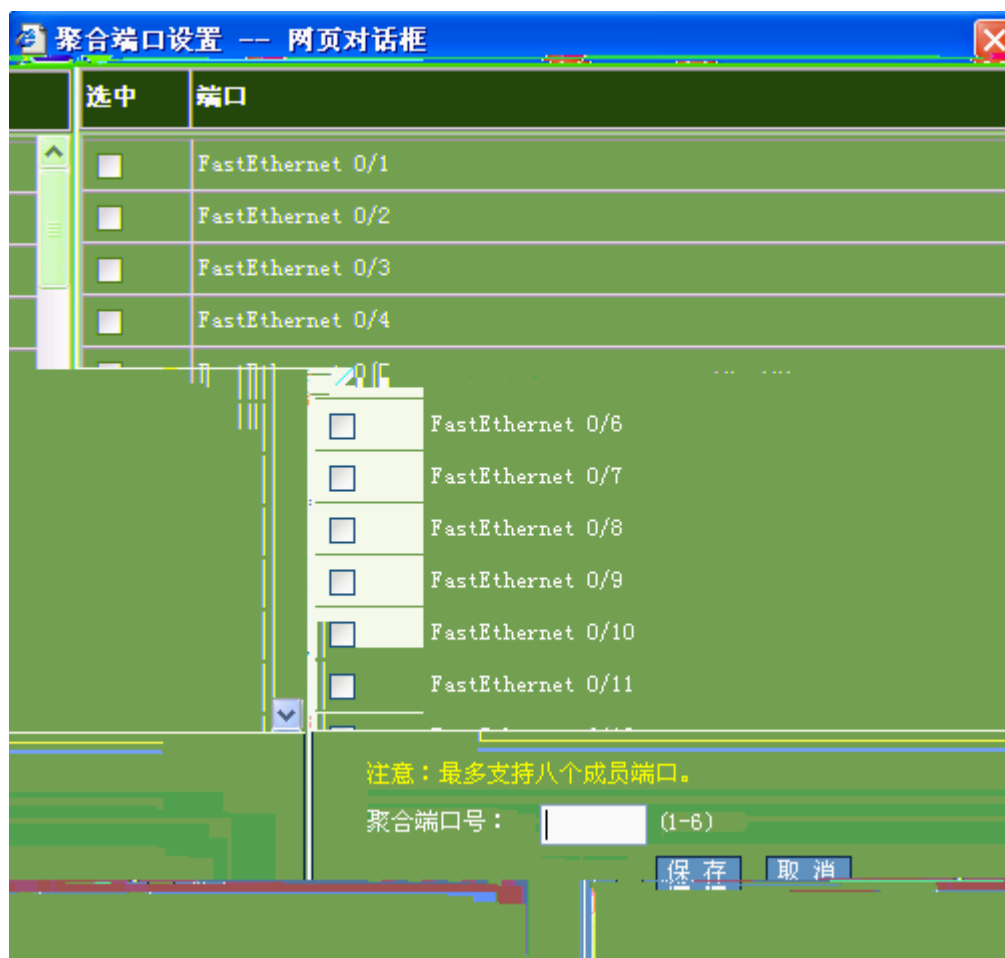 聚合端口设置 -- 网页对话框
选中 端口
FastEthernet 0/1
FastEthernet 0/2
FastEthernet 0/3
FastEthernet 0/4
FastEthernet 0/6
FastEthernet 0/7
FastEthernet 0/8
FastEthernet 0/9
FastEthernet 0/10
FastEthernet 0/11
注意：最多支持八个成员端口。
聚合端口号： (1-6)
保存 取消